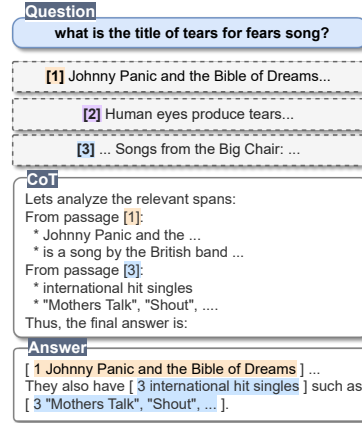 Question
what is the title of tears for fears song?
[1] Johnny Panic and the Bible of Dreams...
[2] Human eyes produce tears...
[3] ... Songs from the Big Chair: ...
CoT
Lets analyze the relevant spans:
From passage [1]:
* Johnny Panic and the ...
* is a song by the British band ...
From passage [3]:
* international hit singles
* "Mothers Talk", "Shout", ....
Thus, the final answer is:
Answer
[ 1 Johnny Panic and the Bible of Dreams ] ...
They also have [ 3 international hit singles ] such as
[ 3 "Mothers Talk", "Shout", ... ].